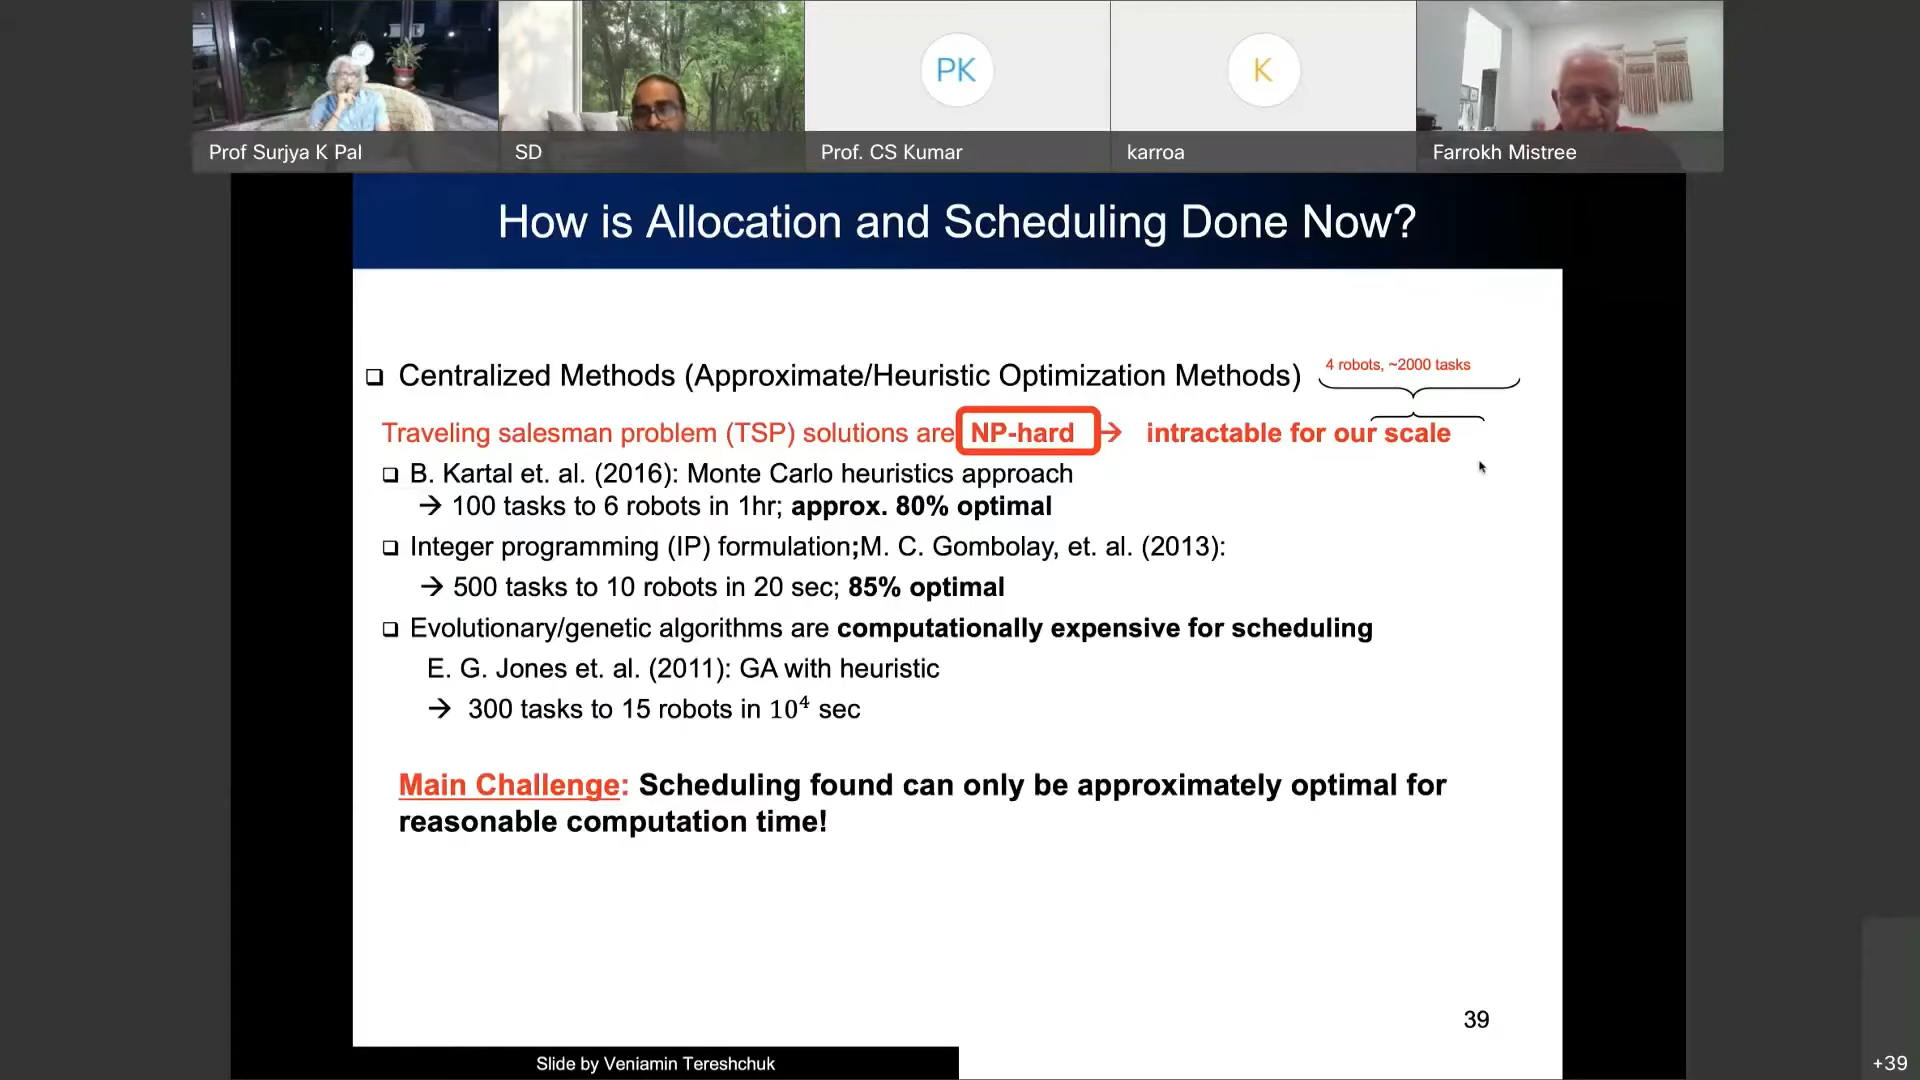 PK
K
Prof Surjya K Pal
SD
Prof. CS Kumar
karroa
Farrokh Mistree
How is Allocation and Scheduling Done Now?
❑ Centralized Methods (Approximate/Heuristic Optimization Methods)
4 robots, ~2000 tasks
Traveling salesman problem (TSP) solutions are NP-hard → intractable for our scale
❑ B. Kartal et. al. (2016): Monte Carlo heuristics approach
→ 100 tasks to 6 robots in 1hr; approx. 80% optimal
❑ Integer programming (IP) formulation;M. C. Gombolay, et. al. (2013):
→ 500 tasks to 10 robots in 20 sec; 85% optimal
❑ Evolutionary/genetic algorithms are computationally expensive for scheduling
E. G. Jones et. al. (2011): GA with heuristic
→ 300 tasks to 15 robots in 10⁴ sec
Main Challenge: Scheduling found can only be approximately optimal for
reasonable computation time!
39
Slide by Veniamin Tereshchuk
+39